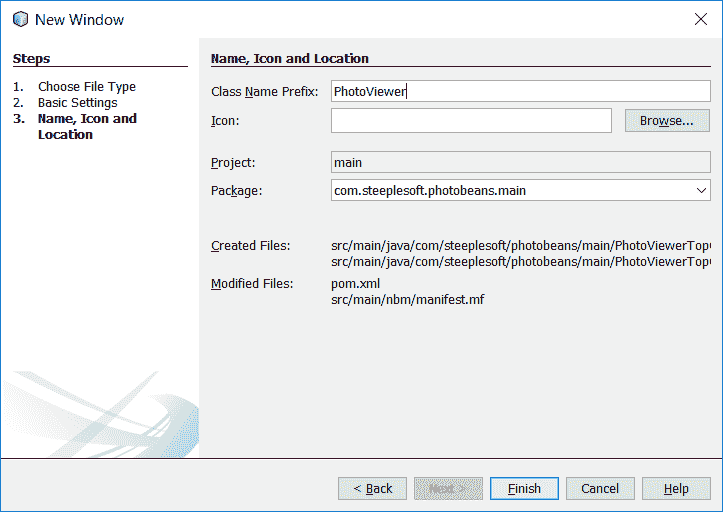 New Window
Steps
1. Choose File Type
2. Basic Settings
3. Name, Icon and
Location
Name, Icon and Location
Class Name Prefix: PhotoViewer
Icon: Browse...
Project: main
Package: com.steeplesoft.photobeans.main
Created Files: src/main/java/com/steeplesoft/photobeans/main/PhotoViewerTop
src/main/java/com/steeplesoft/photobeans/main/PhotoViewerTop
Modified Files: pom.xml
src/main/nbm/manifest.mf
< Back Next > Finish Cancel Help